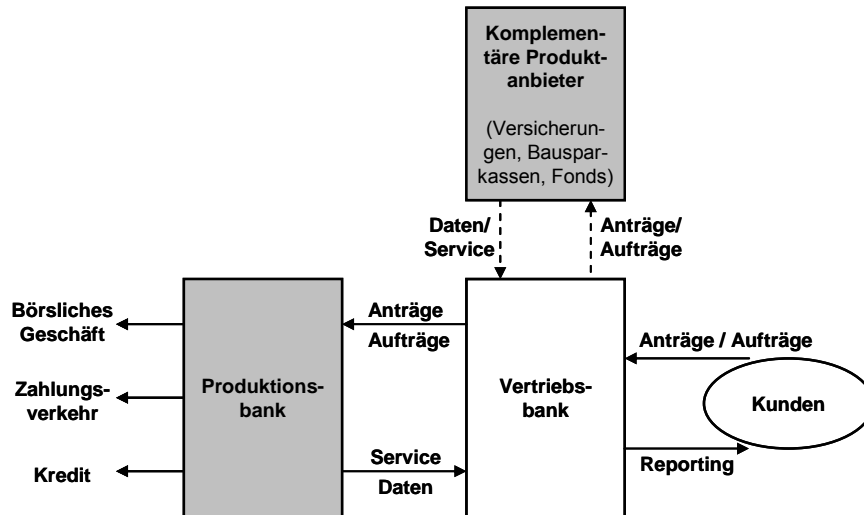 Komplemen-
täre Produkt-
anbieter
(Versicherun-
gen, Bauspar-
kassen, Fonds)
Daten/
Service
Anträge/
Aufträge
Börsliches
Geschäft
Zahlungs-
verkehr
Kredit
Produktions-
bank
Anträge
Aufträge
Service
Daten
Vertriebs-
bank
Anträge / Aufträge
Kunden
Reporting